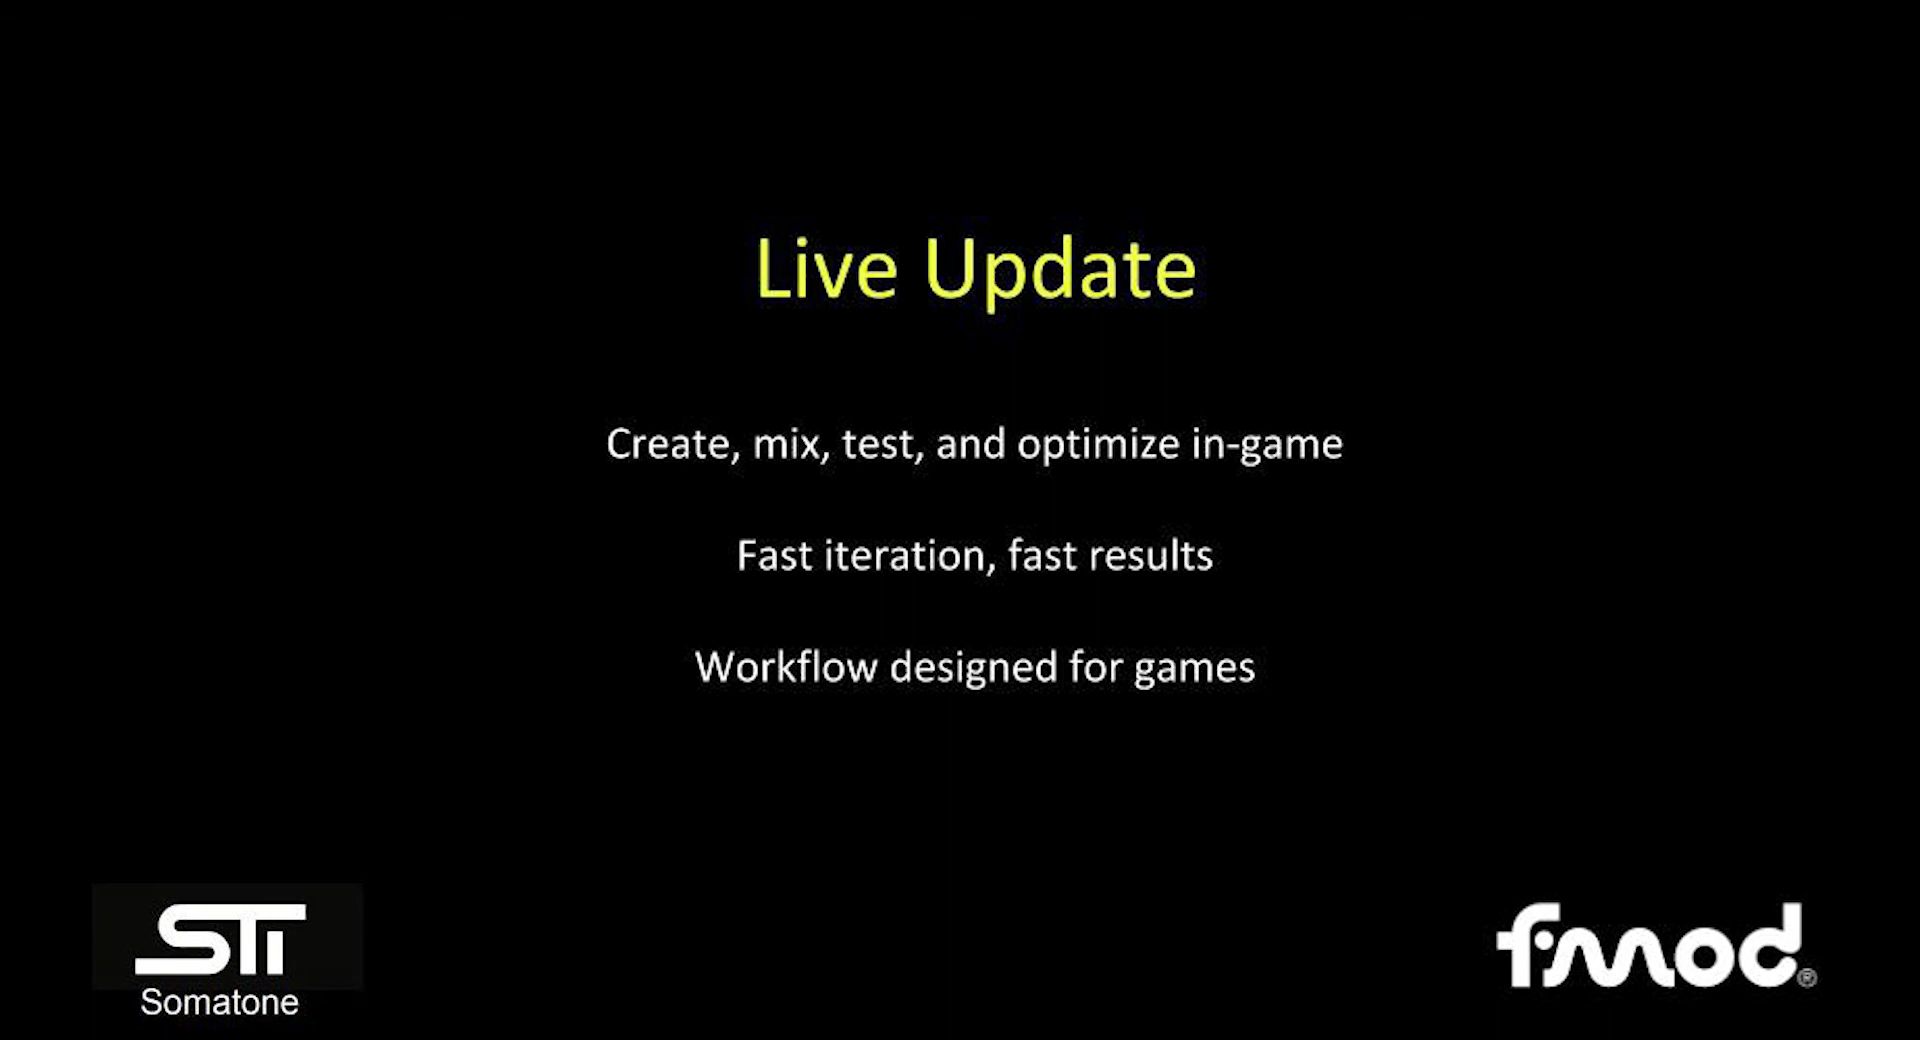 Live Update
Create, mix, test, and optimize in-game
Fast iteration, fast results
Workflow designed for games
STI
Somatone
fmod®